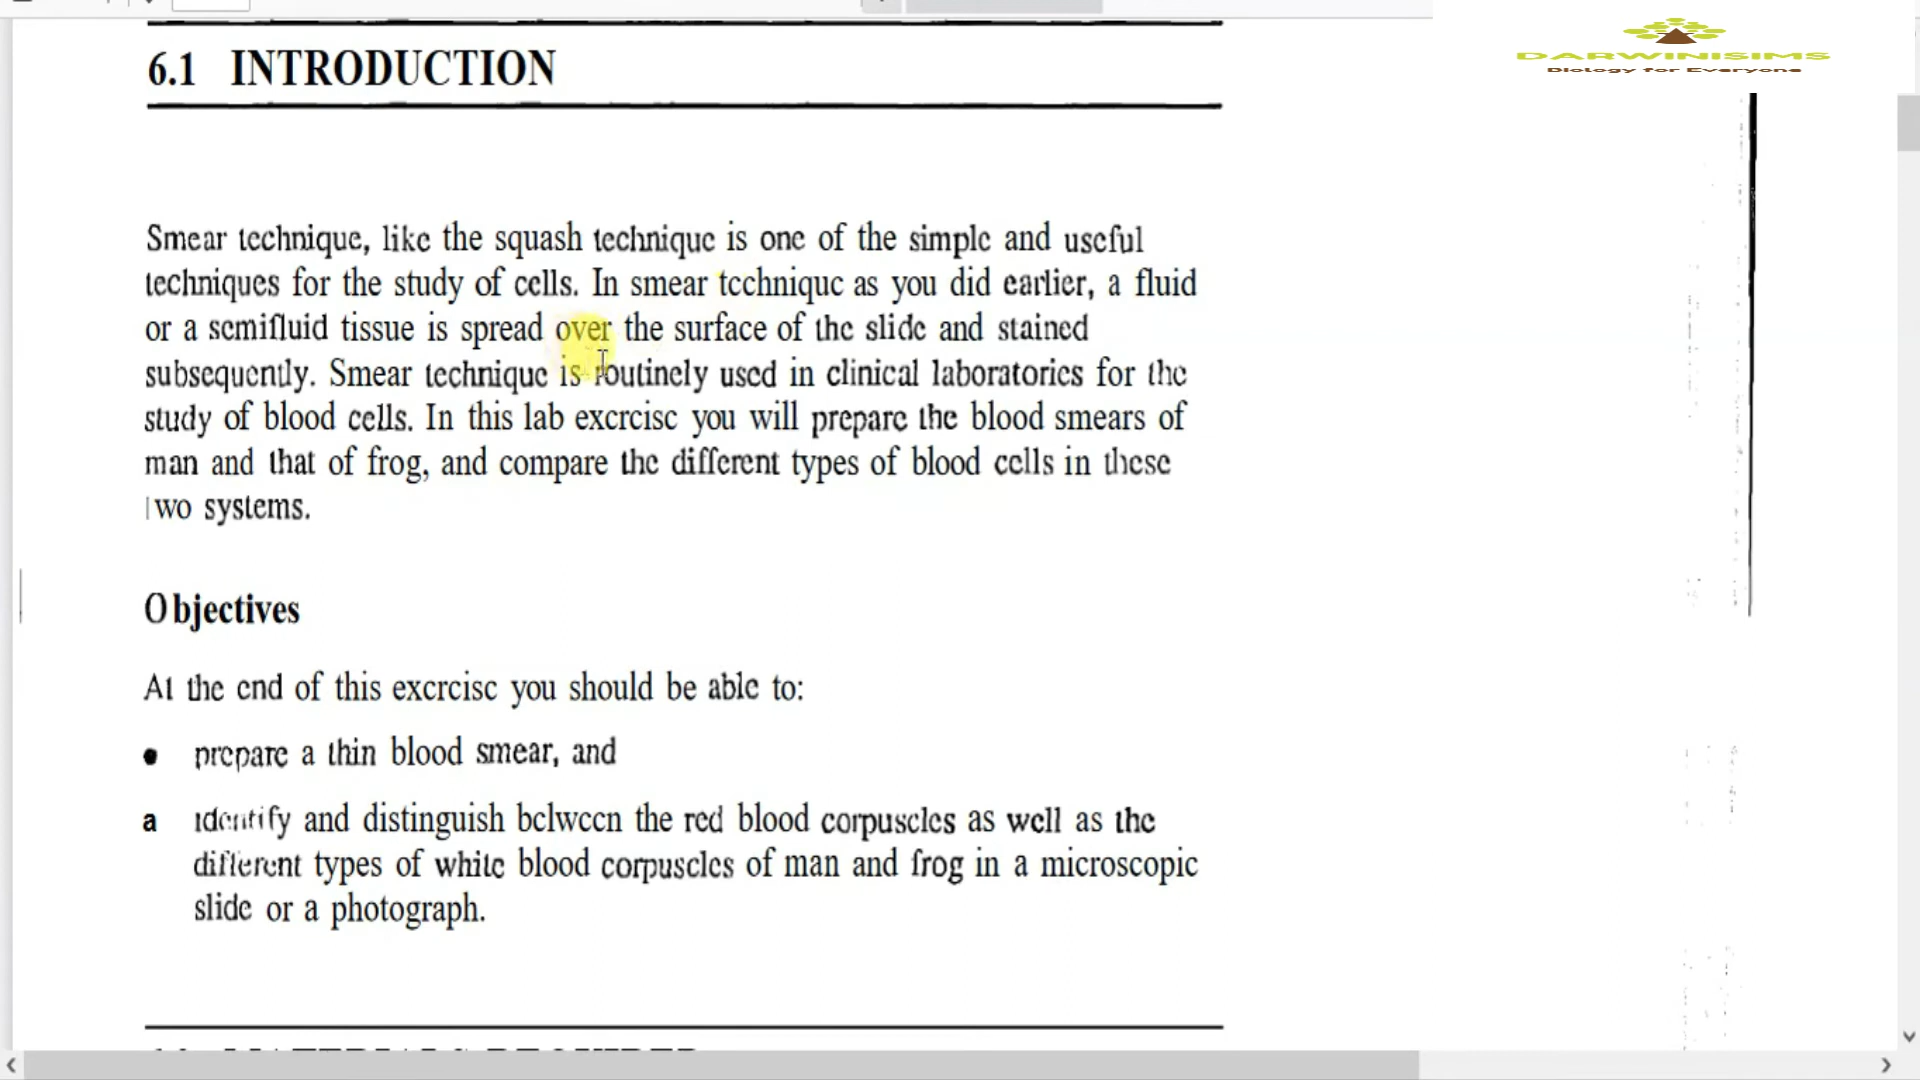 6.1 INTRODUCTION
DARWINISIMS
Biology for Everyone
Smear technique, like the squash technique is one of the simple and useful
techniques for the study of cells. In smear technique as you did earlier, a fluid
or a semifluid tissue is spread over the surface of the slide and stained
subsequently. Smear technique is routinely used in clinical laboratories for the
study of blood cells. In this lab exercise you will prepare the blood smears of
man and that of frog, and compare the different types of blood cells in these
two systems.
Objectives
At the end of this exercise you should be able to:
• prepare a thin blood smear, and
a identify and distinguish between the red blood corpuscles as well as the
different types of white blood corpuscles of man and frog in a microscopic
slide or a photograph.